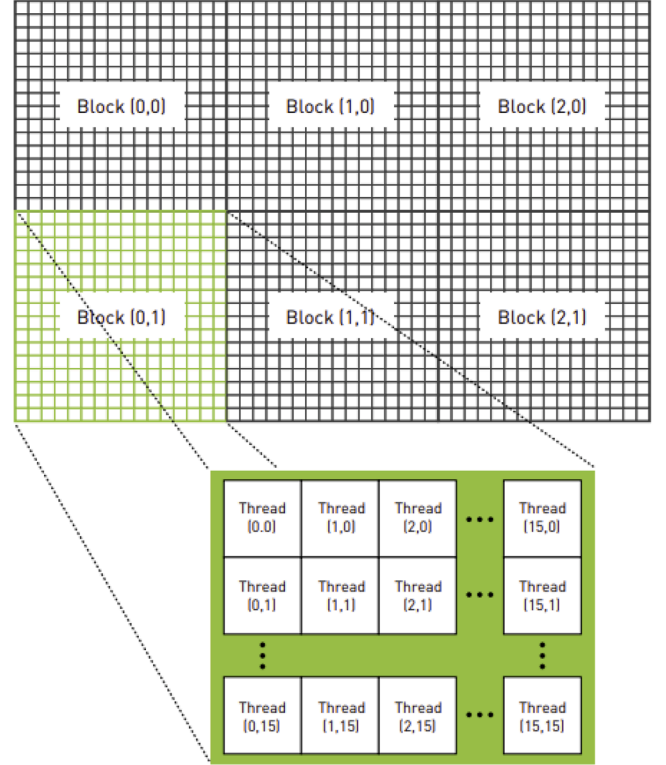 Block (0,0) Block (1,0) Block (2,0)
Block (0,1) Block (1,1) Block (2,1)
Thread Thread Thread Thread
(0.0) (1,0) (2,0) ••• (15,0)
Thread Thread Thread Thread
(0,1) (1,1) (2,1) ••• (15,1)
Thread Thread Thread Thread
(0,15) (1,15) (2,15) ••• (15,15)